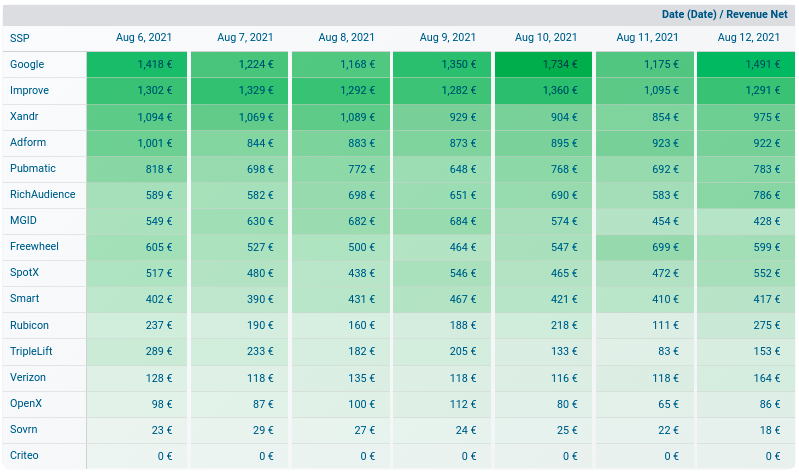 Date (Date) / Revenue Net
SSP Aug 6, 2021 Aug 7, 2021 Aug 8, 2021 Aug 9, 2021 Aug 10, 2021 Aug 11, 2021 Aug 12, 2021
Google 1,418 € 1,224 € 1,168 € 1,350 € 1,734 € 1,175 € 1,491 €
Improve 1,302 € 1,329 € 1,292 € 1,282 € 1,360 € 1,095 € 1,291 €
Xandr 1,094 € 1,069 € 1,089 € 929 € 904 € 854 € 975 €
Adform 1,001 € 844 € 883 € 873 € 895 € 923 € 922 €
Pubmatic 818 € 698 € 772 € 648 € 768 € 692 € 783 €
RichAudience 589 € 582 € 698 € 651 € 690 € 583 € 786 €
MGID 549 € 630 € 682 € 684 € 574 € 454 € 428 €
Freewheel 605 € 527 € 500 € 464 € 547 € 699 € 599 €
SpotX 517 € 480 € 438 € 546 € 465 € 472 € 552 €
Smart 402 € 390 € 431 € 467 € 421 € 410 € 417 €
Rubicon 237 € 190 € 160 € 188 € 218 € 111 € 275 €
TripleLift 289 € 233 € 182 € 205 € 133 € 83 € 153 €
Verizon 128 € 118 € 135 € 118 € 116 € 118 € 164 €
OpenX 98 € 87 € 100 € 112 € 80 € 65 € 86 €
Sovrn 23 € 29 € 27 € 24 € 25 € 22 € 18 €
Criteo 0 € 0 € 0 € 0 € 0 € 0 € 0 €